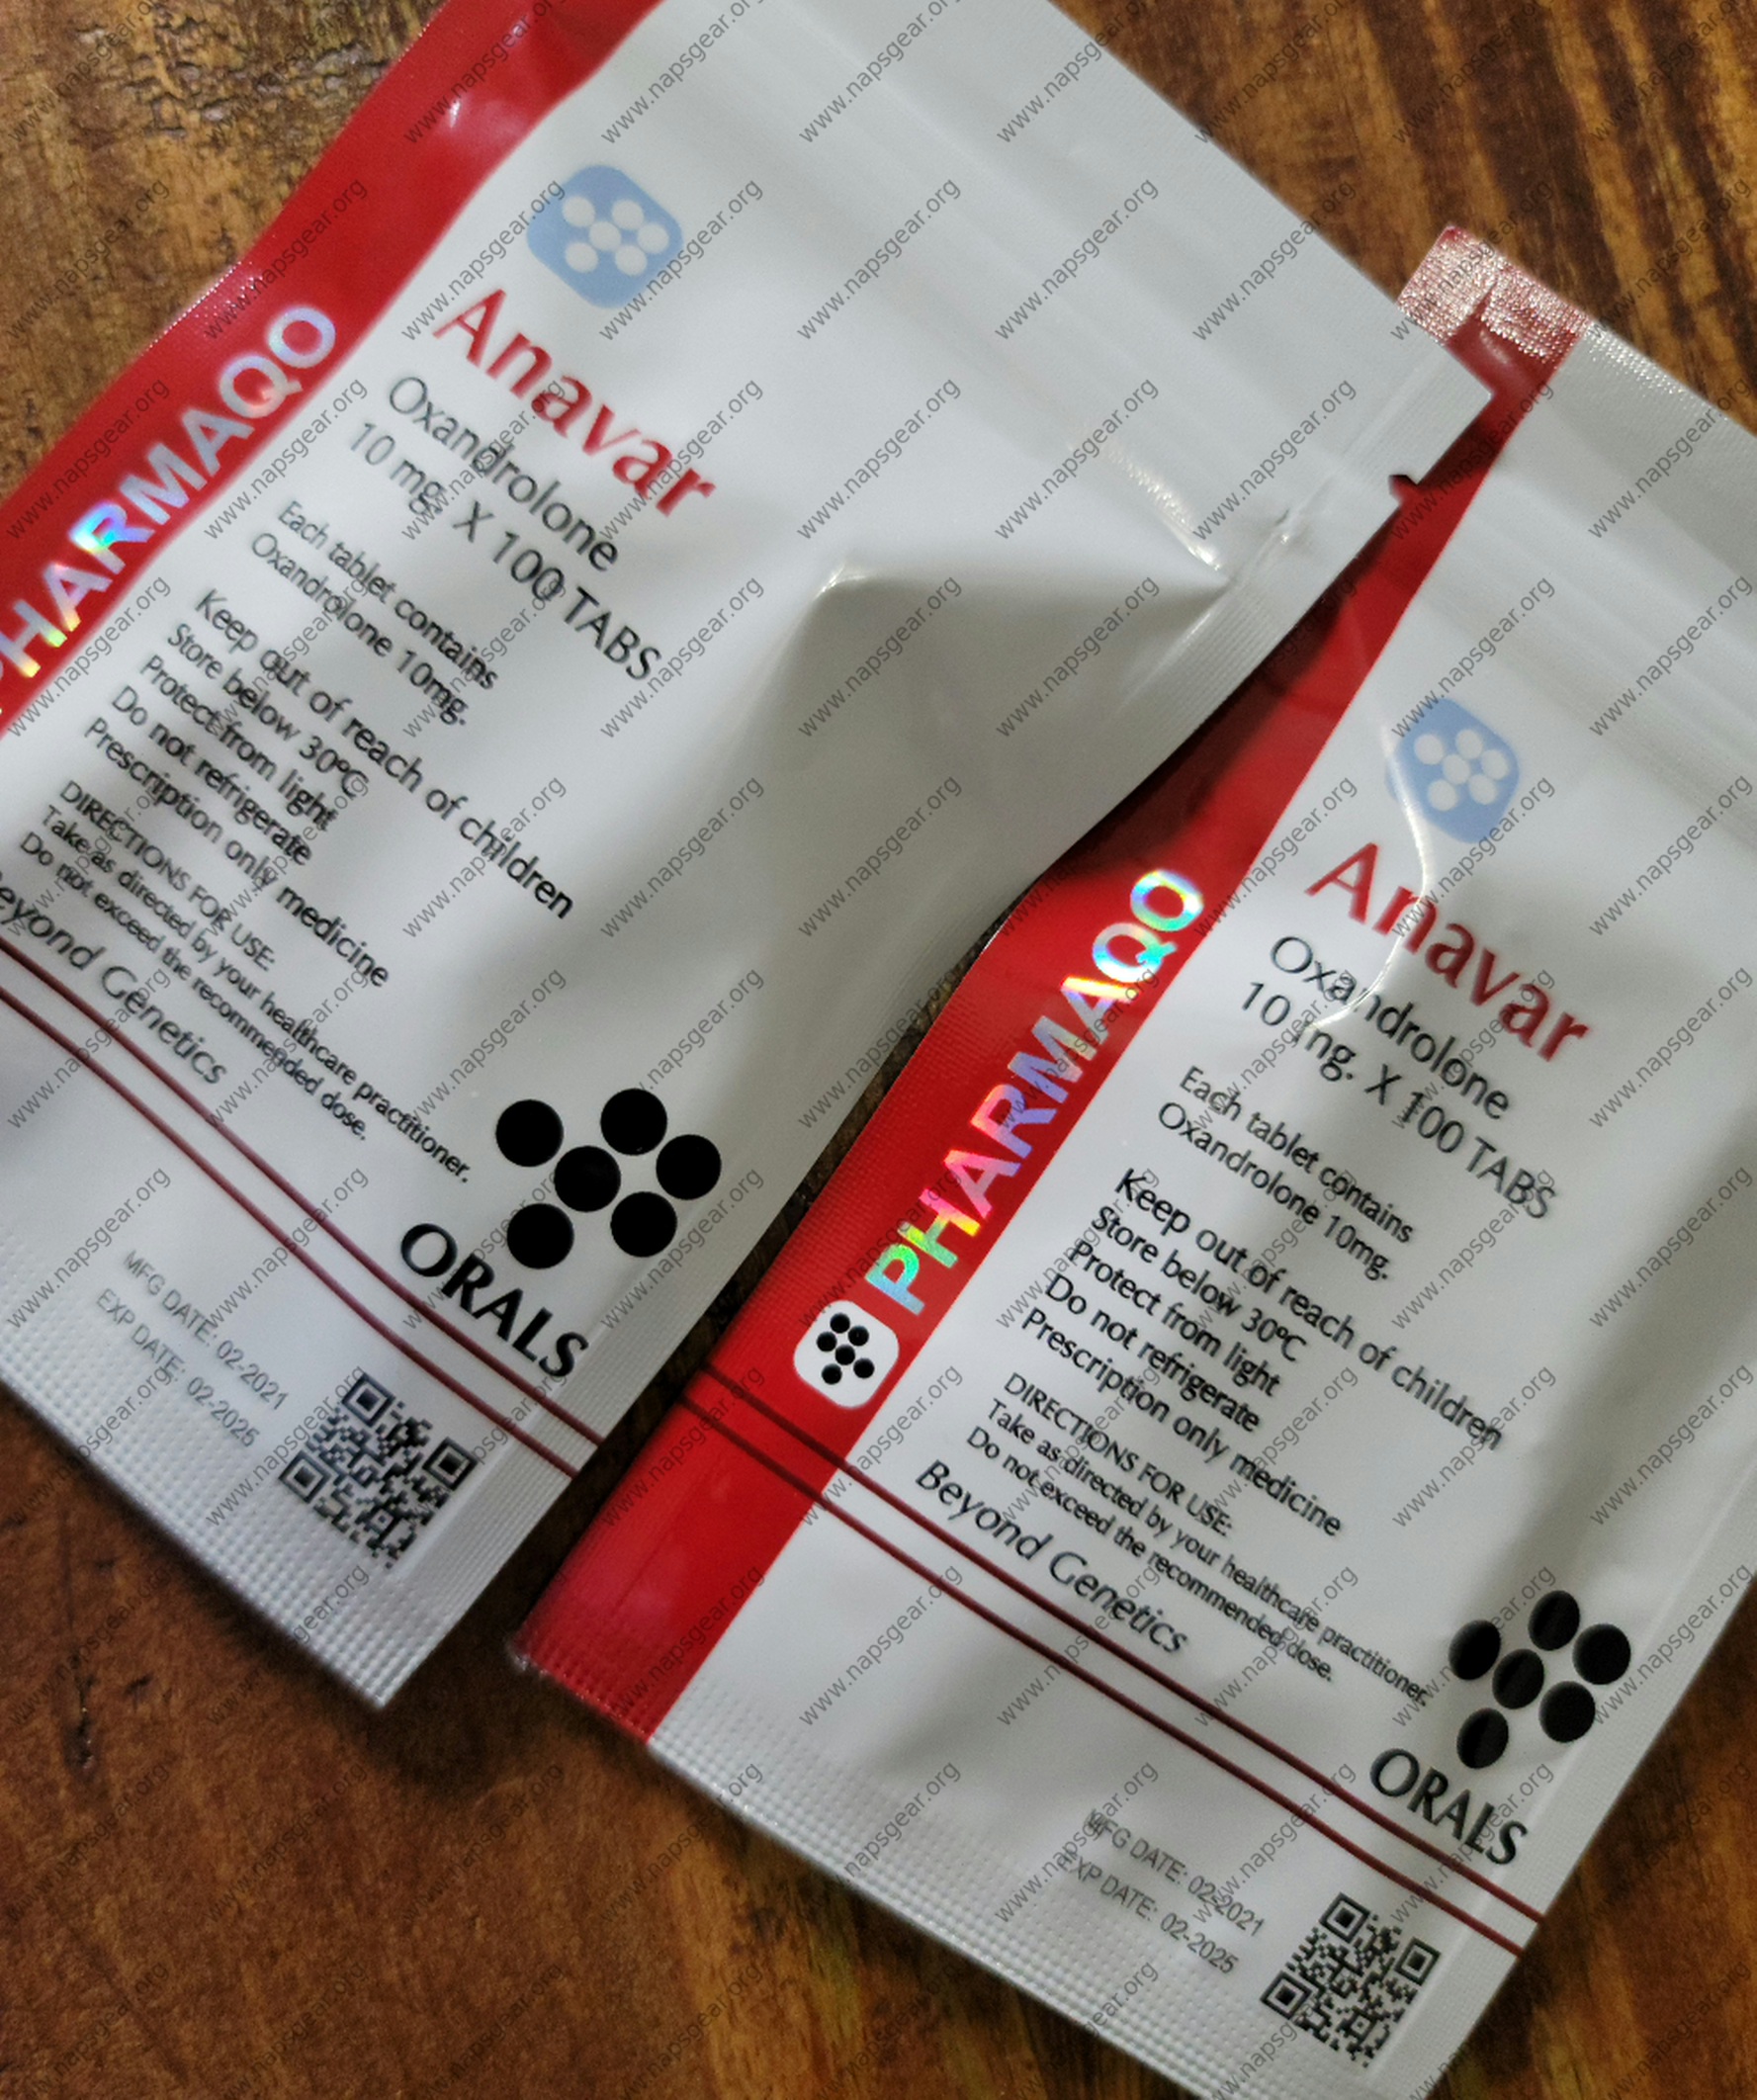 PHARMAQO
Anavar
Oxandrolone
10 mg. X 100 TABS
Each tablet contains
Oxandrolone 10mg.
Keep out of reach of children
Store below 30ºC
Protect from light
Do not refrigerate
Prescription only medicine
DIRECTIONS FOR USE:
Take as directed by your healthcare practitioner.
Do not exceed the recommended dose.
Beyond Genetics
ORALS
MFG DATE: 02-2021
EXP DATE: 02-2025
PHARMAQO
Anavar
Oxandrolone
10 mg. X 100 TABS
Each tablet contains
Oxandrolone 10mg.
Keep out of reach of children
Store below 30ºC
Protect from light
Do not refrigerate
Prescription only medicine
DIRECTIONS FOR USE:
Take as directed by your healthcare practitioner.
Do not exceed the recommended dose.
Beyond Genetics
ORALS
MFG DATE: 02-2021
EXP DATE: 02-2025
www.napsgear.org